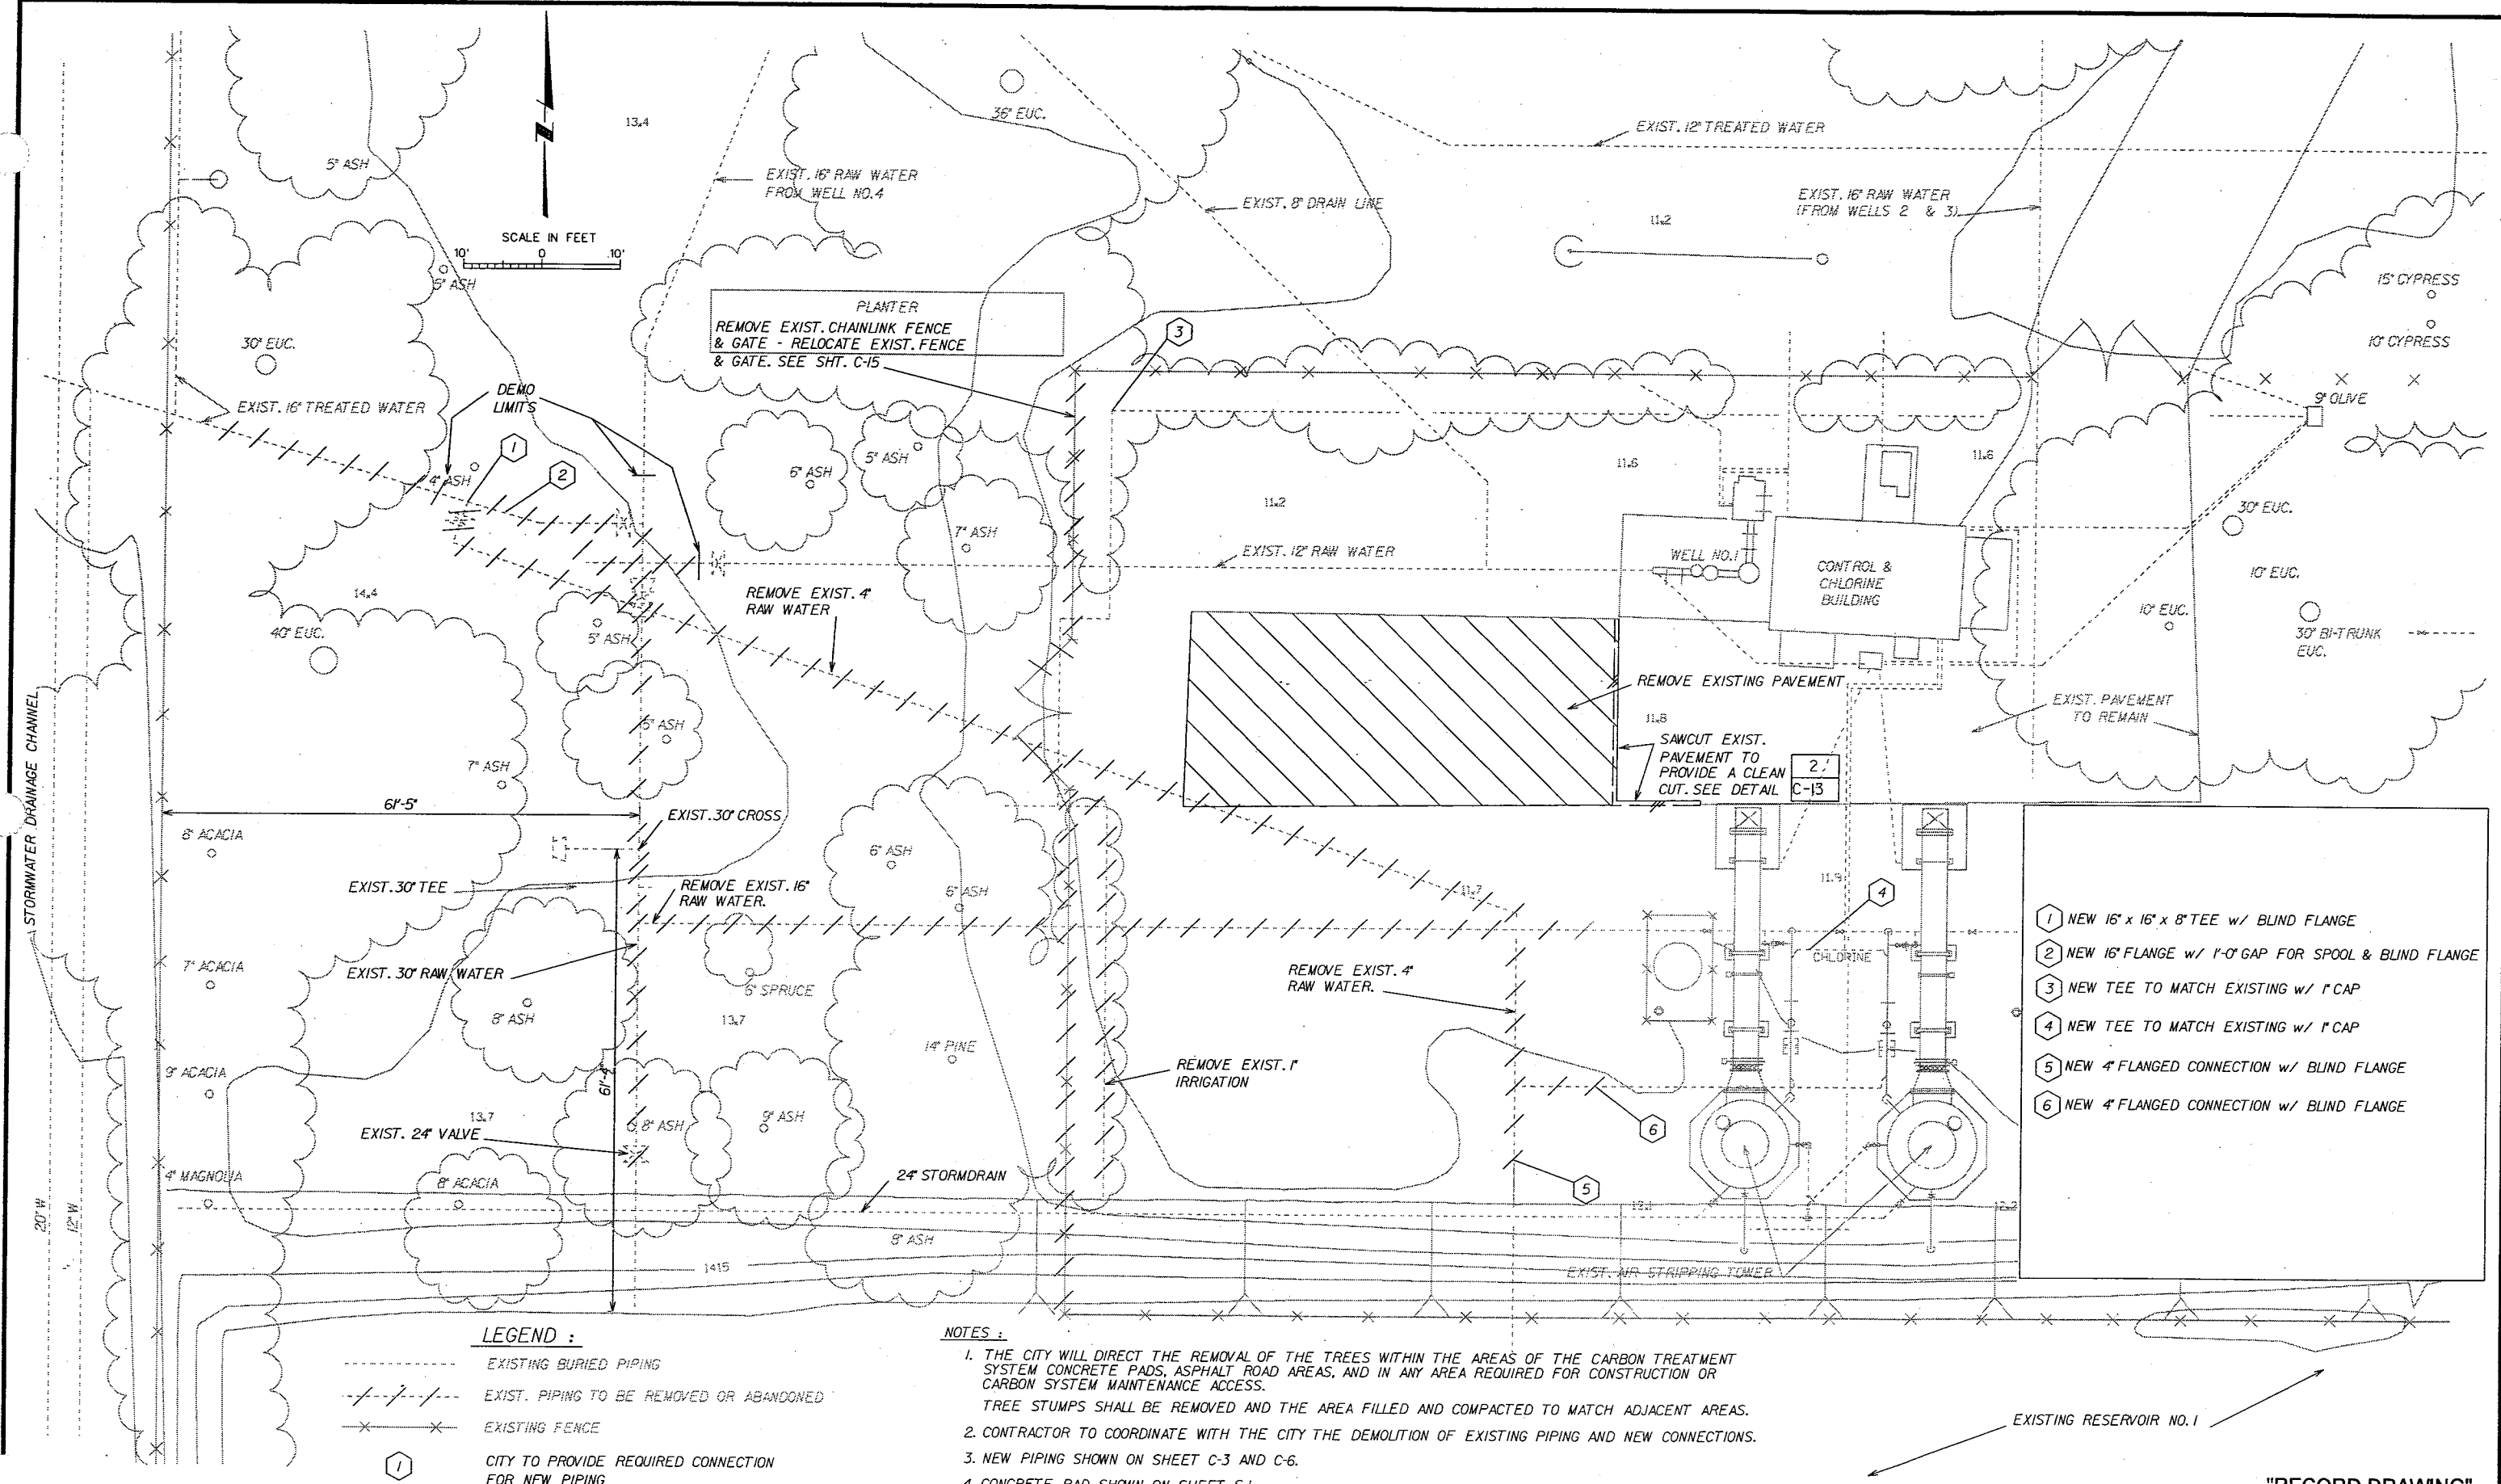 13.4
36" EUC.
5" ASH
EXIST. 12" TREATED WATER
EXIST. 16" RAW WATER
FROM WELL NO.4
EXIST. 8" DRAIN LINE
EXIST. 16" RAW WATER
(FROM WELLS 2 & 3)
11.2
N
SCALE IN FEET
10' 0 10'
5" ASH
15" CYPRESS
10" CYPRESS
PLANTER
REMOVE EXIST. CHAINLINK FENCE
& GATE - RELOCATE EXIST. FENCE
& GATE. SEE SHT. C-15
3
30" EUC.
DEMO
LIMITS
EXIST. 16" TREATED WATER
9" OLIVE
1
2
4" ASH
6" ASH
5" ASH
7" ASH
11.2
11.6
11.6
30" EUC.
EXIST. 12" RAW WATER
WELL NO.1
CONTROL &
CHLORINE
BUILDING
10" EUC.
10" EUC.
30" BI-TRUNK
EUC.
14.4
40" EUC.
REMOVE EXIST. 4"
RAW WATER
5" ASH
5" ASH
REMOVE EXISTING PAVEMENT
EXIST. PAVEMENT
TO REMAIN
11.8
SAWCUT EXIST.
PAVEMENT TO
PROVIDE A CLEAN
CUT. SEE DETAIL
2
C-13
STORMWATER DRAINAGE CHANNEL
7" ASH
61'-5"
EXIST. 30" CROSS
8" ACACIA
EXIST. 30" TEE
REMOVE EXIST. 16"
RAW WATER.
6" ASH
6" ASH
11.7
11.9
4
7" ACACIA
EXIST. 30" RAW WATER
8" ASH
6" SPRUCE
13.7
14" PINE
REMOVE EXIST. 4"
RAW WATER.
CHLORINE
REMOVE EXIST. 1"
IRRIGATION
9" ACACIA
61'-4"
13.7
8" ASH
9" ASH
EXIST. 24" VALVE
6
5
4" MAGNOLIA
8" ACACIA
24" STORMDRAIN
8" ASH
20" W
12" W
1415
EXIST. AIR STRIPPING TOWER
1 NEW 16" x 16" x 8" TEE w/ BLIND FLANGE
2 NEW 16" FLANGE w/ 1'-0" GAP FOR SPOOL & BLIND FLANGE
3 NEW TEE TO MATCH EXISTING w/ 1" CAP
4 NEW TEE TO MATCH EXISTING w/ 1" CAP
5 NEW 4" FLANGED CONNECTION w/ BLIND FLANGE
6 NEW 4" FLANGED CONNECTION w/ BLIND FLANGE
LEGEND :
EXISTING BURIED PIPING
EXIST. PIPING TO BE REMOVED OR ABANDONED
EXISTING FENCE
1 CITY TO PROVIDE REQUIRED CONNECTION
FOR NEW PIPING
NOTES :
1. THE CITY WILL DIRECT THE REMOVAL OF THE TREES WITHIN THE AREAS OF THE CARBON TREATMENT
SYSTEM CONCRETE PADS, ASPHALT ROAD AREAS, AND IN ANY AREA REQUIRED FOR CONSTRUCTION OR
CARBON SYSTEM MAINTENANCE ACCESS.
TREE STUMPS SHALL BE REMOVED AND THE AREA FILLED AND COMPACTED TO MATCH ADJACENT AREAS.
2. CONTRACTOR TO COORDINATE WITH THE CITY THE DEMOLITION OF EXISTING PIPING AND NEW CONNECTIONS.
3. NEW PIPING SHOWN ON SHEET C-3 AND C-6.
4. CONCRETE PAD SHOWN ON SHEET S-1
EXISTING RESERVOIR NO. 1
"RECORD DRAWING"